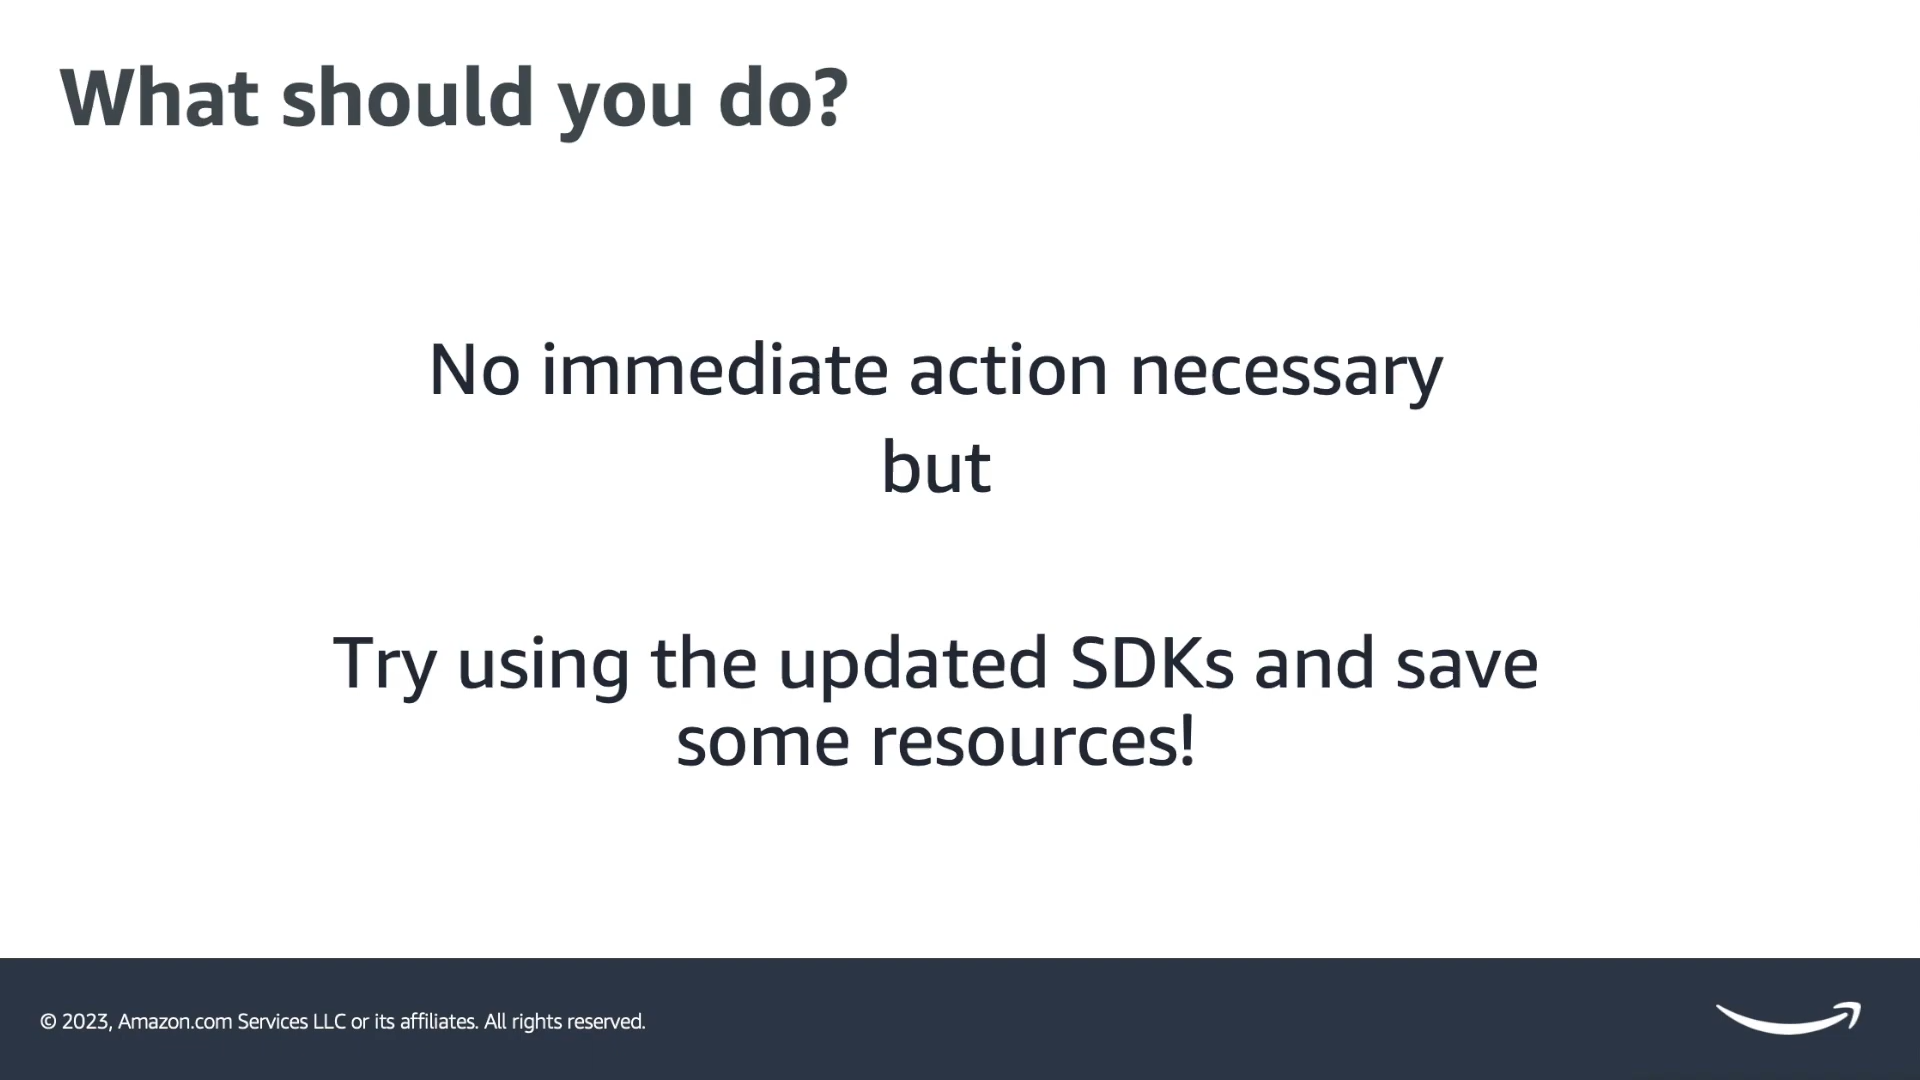 What should you do?
No immediate action necessary
but
Try using the updated SDKs and save
some resources!
© 2023, Amazon.com Services LLC or its affiliates. All rights reserved.